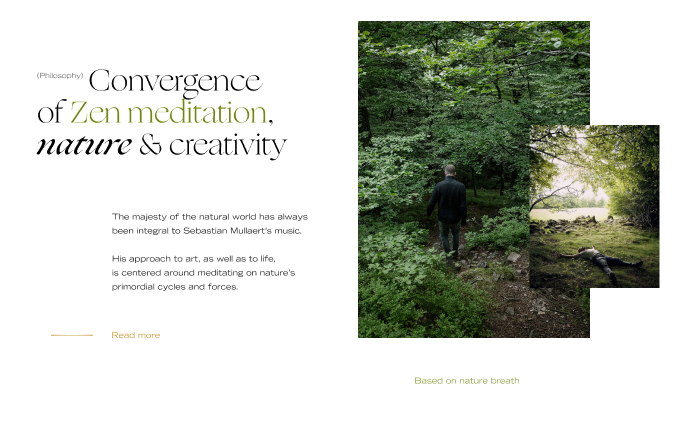 (Philosophy) Convergence
of Zen meditation,
nature & creativity
The majesty of the natural world has always
been integral to Sebastian Mullaert's music.
His approach to art, as well as to life,
is centered around meditating on nature's
primordial cycles and forces.
Read more
Based on nature breath